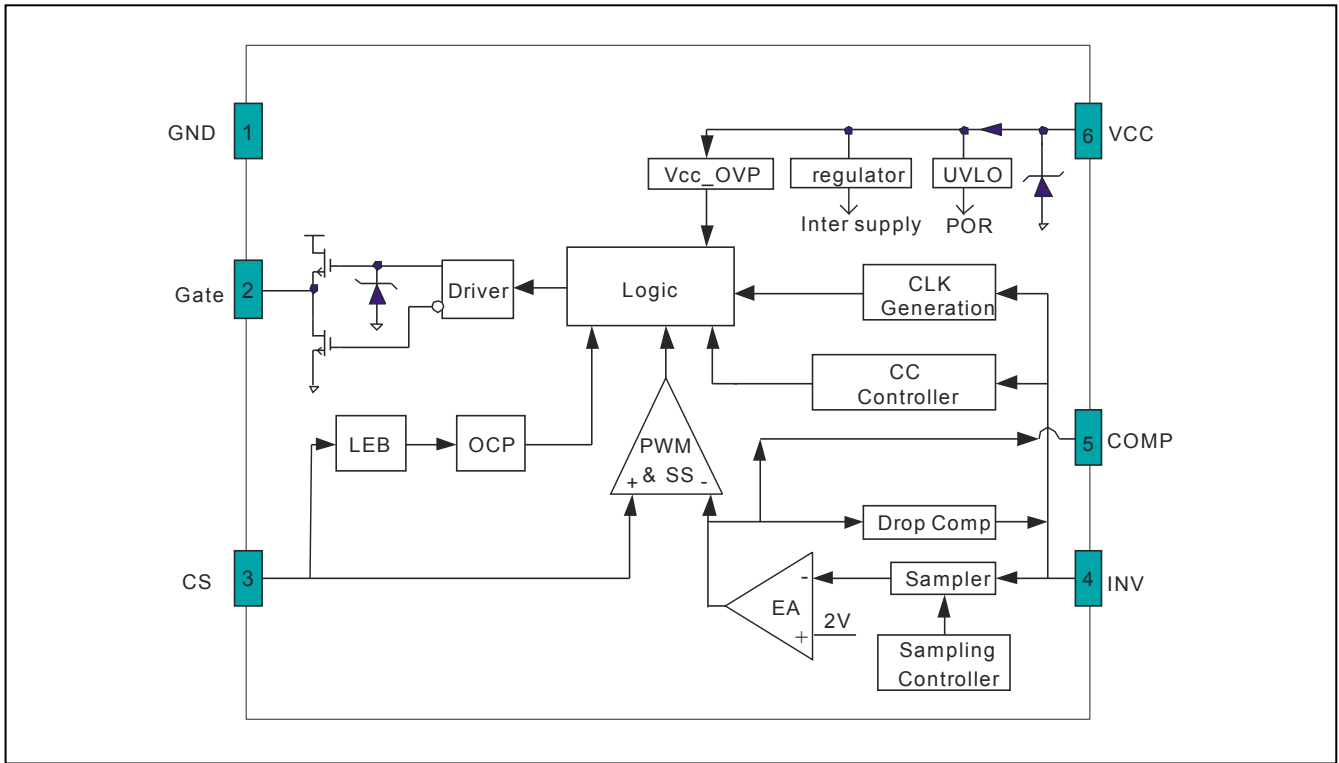 GND
1
6
VCC
Vcc_OVP
regulator
UVLO
Inter supply
POR
Gate
2
Driver
Logic
CLK
Generation
CC
Controller
LEB
OCP
PWM
& SS
+
-
5
COMP
Drop Comp
CS
3
-
EA
+
2V
Sampler
4
INV
Sampling
Controller